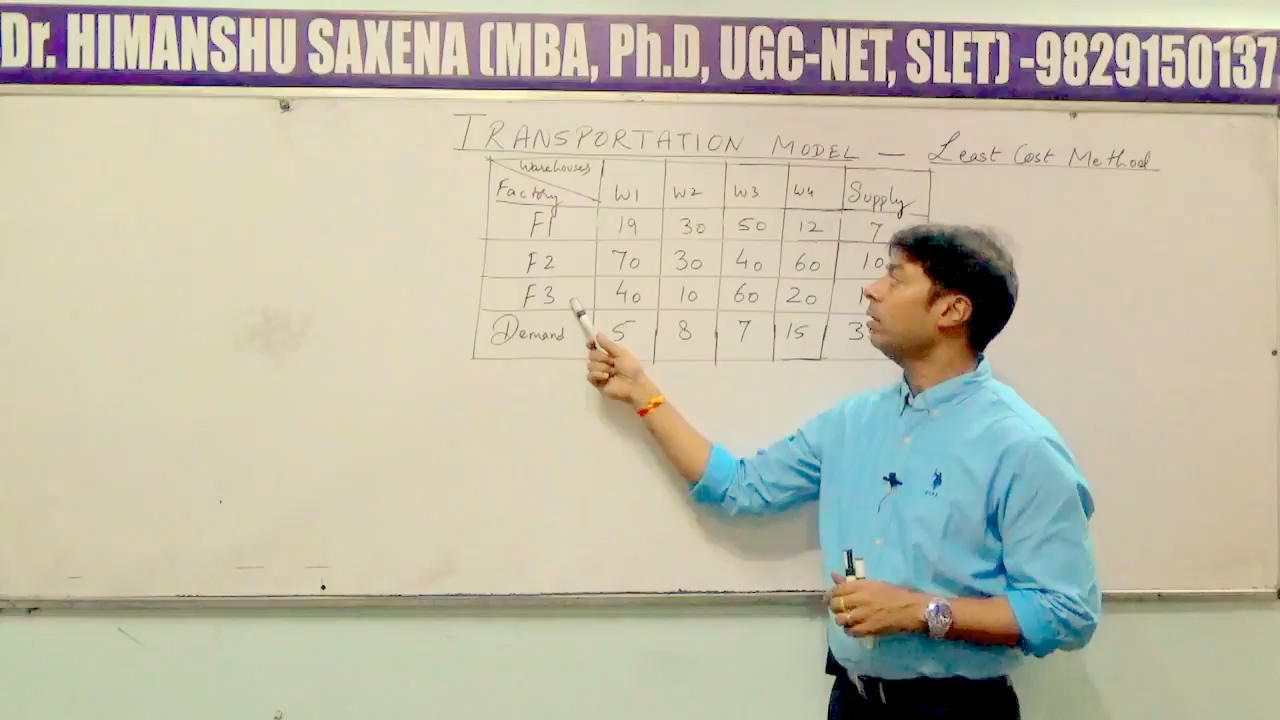 Dr. HIMANSHU SAXENA (MBA, Ph.D, UGC-NET, SLET) -9829150137
TRANSPORTATION MODEL — Least Cost Method
Warehouses
Factory W1 W2 W3 W4 Supply
F1 19 30 50 12 7
F2 70 30 40 60 10
F3 40 10 60 20 1
Demand 5 8 7 15 3